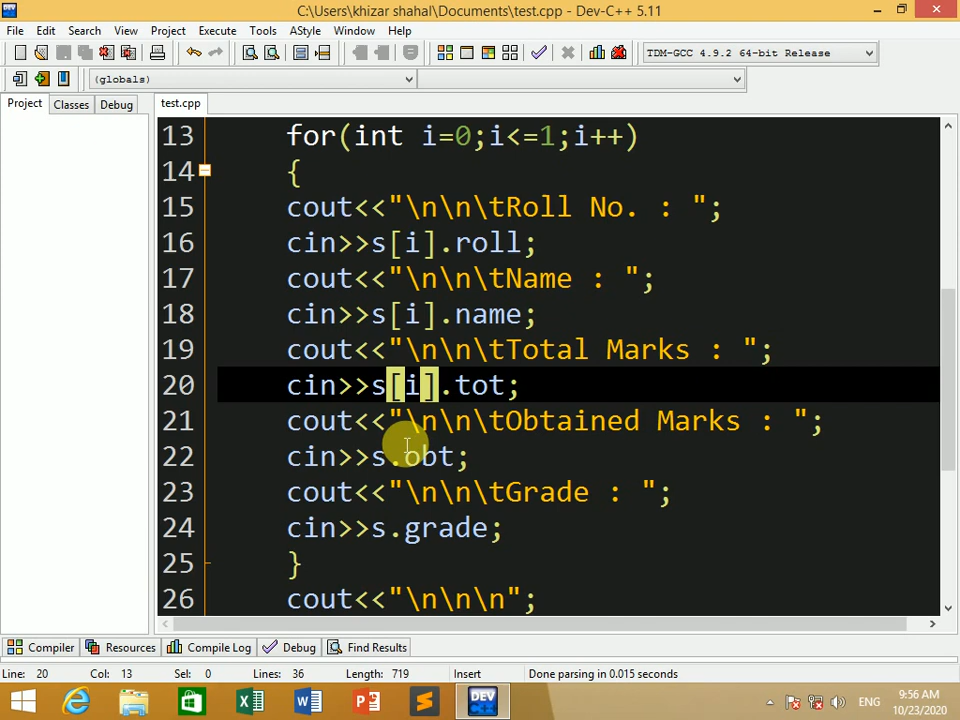 C:\Users\khizar shahal\Documents\test.cpp - Dev-C++ 5.11
File Edit Search View Project Execute Tools AStyle Window Help
TDM-GCC 4.9.2 64-bit Release
(globals)
Project Classes Debug
test.cpp
13 for(int i=0;i<=1;i++)
14 {
15 cout<<"\n\n\tRoll No. : ";
16 cin>>s[i].roll;
17 cout<<"\n\n\tName : ";
18 cin>>s[i].name;
19 cout<<"\n\n\tTotal Marks : ";
20 cin>>s[i].tot;
21 cout<<"\n\n\tObtained Marks : ";
22 cin>>s.obt;
23 cout<<"\n\n\tGrade : ";
24 cin>>s.grade;
25 }
26 cout<<"\n\n\n";
Compiler Resources Compile Log Debug Find Results
Line: 20 Col: 13 Sel: 0 Lines: 36 Length: 719 Insert Done parsing in 0.015 seconds
DEV
ENG
9:56 AM
10/23/2020